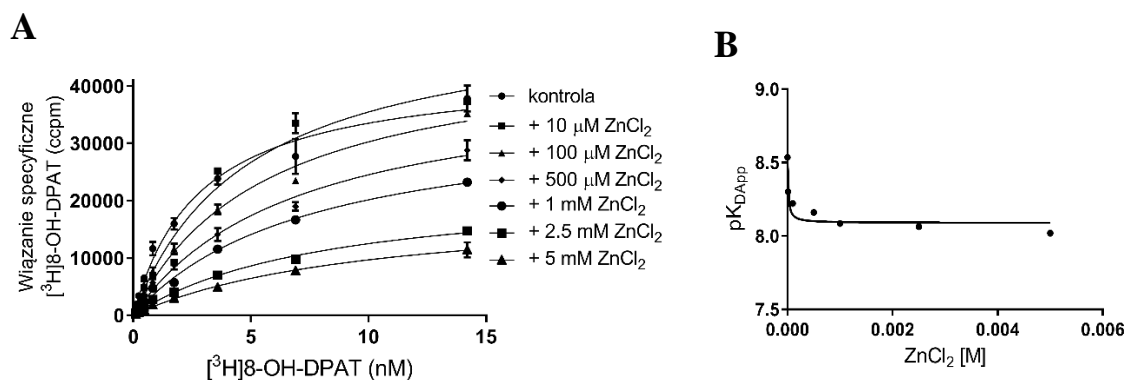 A
Wiązanie specyficzne
[³H]8-OH-DPAT (ccpm)
40000
30000
20000
10000
0
0
5
10
15
[³H]8-OH-DPAT (nM)
kontrola
+ 10 μM ZnCl₂
+ 100 μM ZnCl₂
+ 500 μM ZnCl₂
+ 1 mM ZnCl₂
+ 2.5 mM ZnCl₂
+ 5 mM ZnCl₂
B
pK_DApp
9.0
8.5
8.0
7.5
0.000
0.002
0.004
0.006
ZnCl₂ [M]